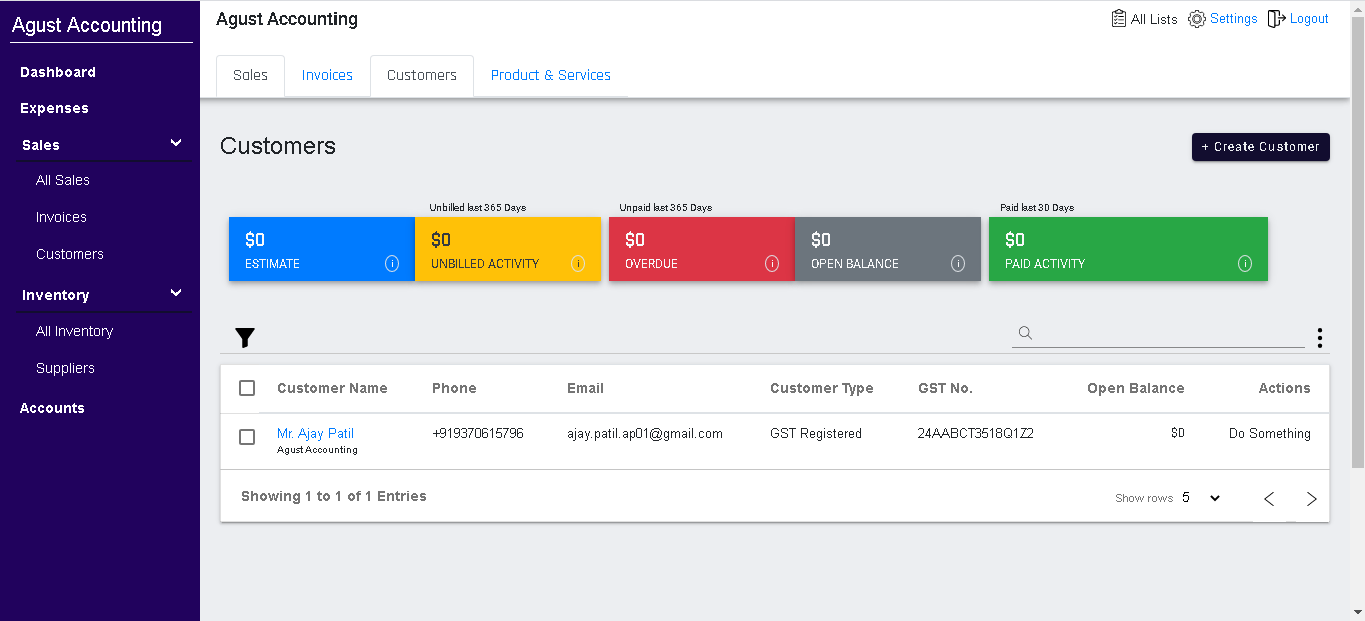 Agust Accounting
Dashboard
Expenses
Sales
All Sales
Invoices
Customers
Inventory
All Inventory
Suppliers
Accounts
Agust Accounting
All Lists Settings Logout
Sales Invoices Customers Product & Services
Customers
+ Create Customer
Unbilled last 365 Days Unpaid last 365 Days Paid last 30 Days
$0 $0 $0 $0 $0
ESTIMATE UNBILLED ACTIVITY OVERDUE OPEN BALANCE PAID ACTIVITY
Customer Name Phone Email Customer Type GST No. Open Balance Actions
Mr. Ajay Patil +919370615796 ajay.patil.ap01@gmail.com GST Registered 24AABCT3518Q1Z2 $0 Do Something
Agust Accounting
Showing 1 to 1 of 1 Entries
Show rows 5